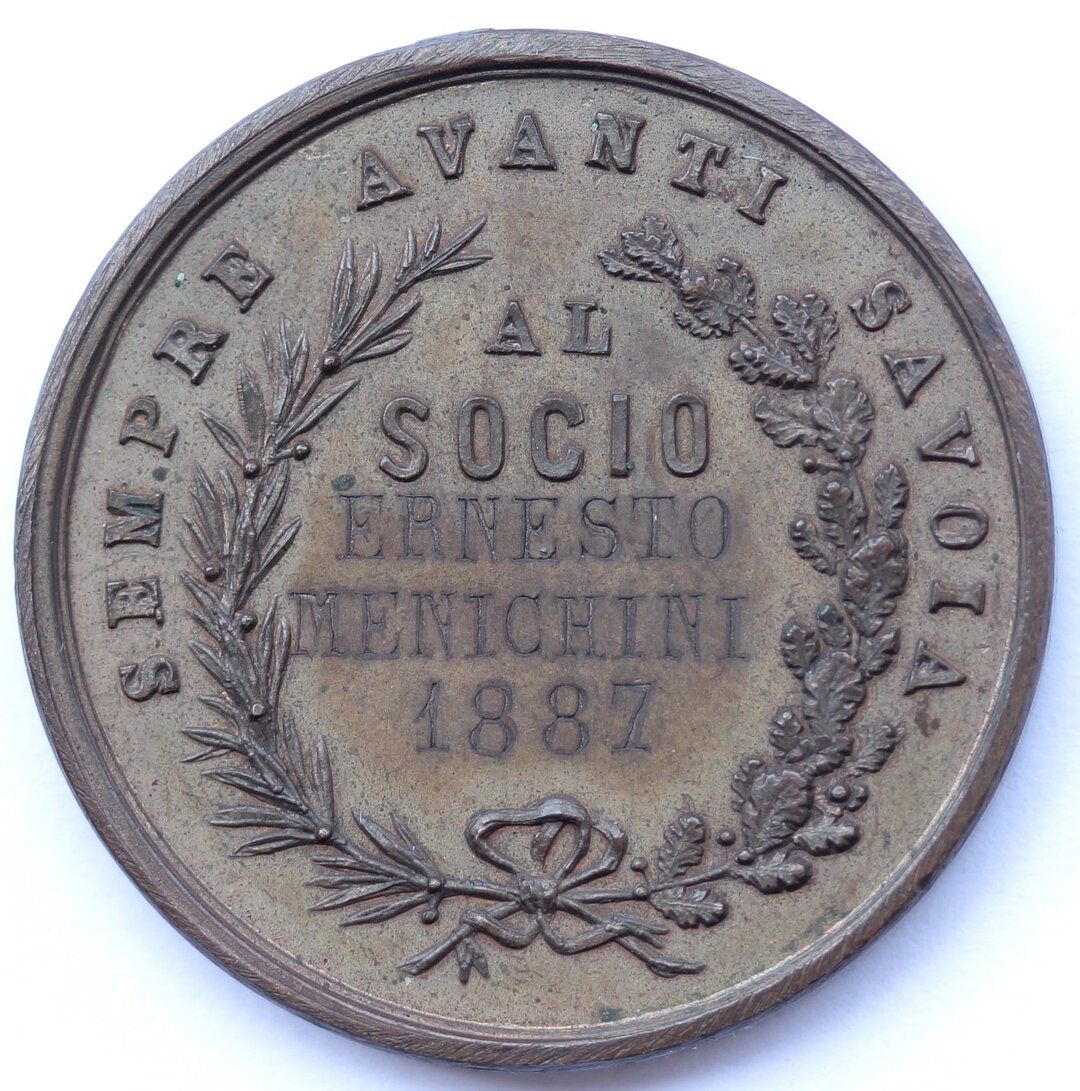 SEMPRE AVANTI SAVOIA
AL
SOCIO
ERNESTO
MENICHINI
1887